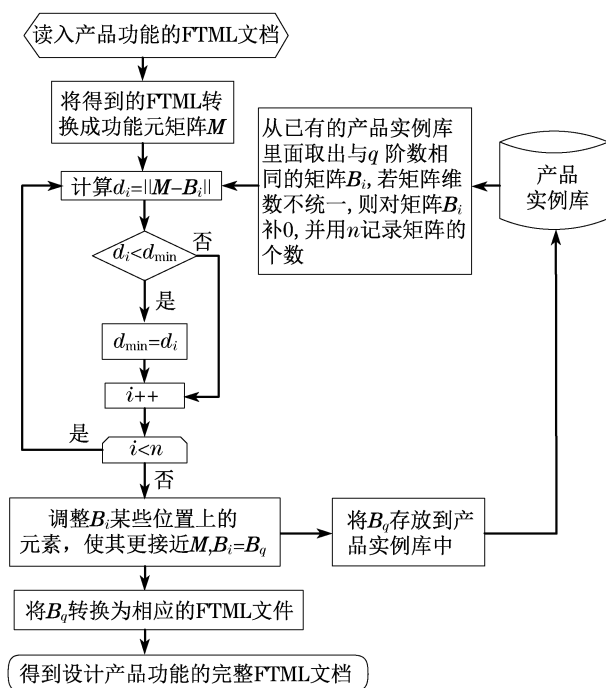 读入产品功能的FTML文档
将得到的FTML转
换成功能元矩阵M
从已有的产品实例库
里面取出与q 阶数相
同的矩阵Bi,若矩阵维
数不统一,则对矩阵Bi
补0,并用n记录矩阵的
个数
产品
实例库
计算di=||M-Bi||
di<dmin
否
是
dmin=di
i++
是
i<n
否
调整Bi某些位置上的
元素，使其更接近M,Bi=Bq
将Bq存放到产
品实例库中
将Bq转换为相应的FTML文件
得到设计产品功能的完整FTML文档